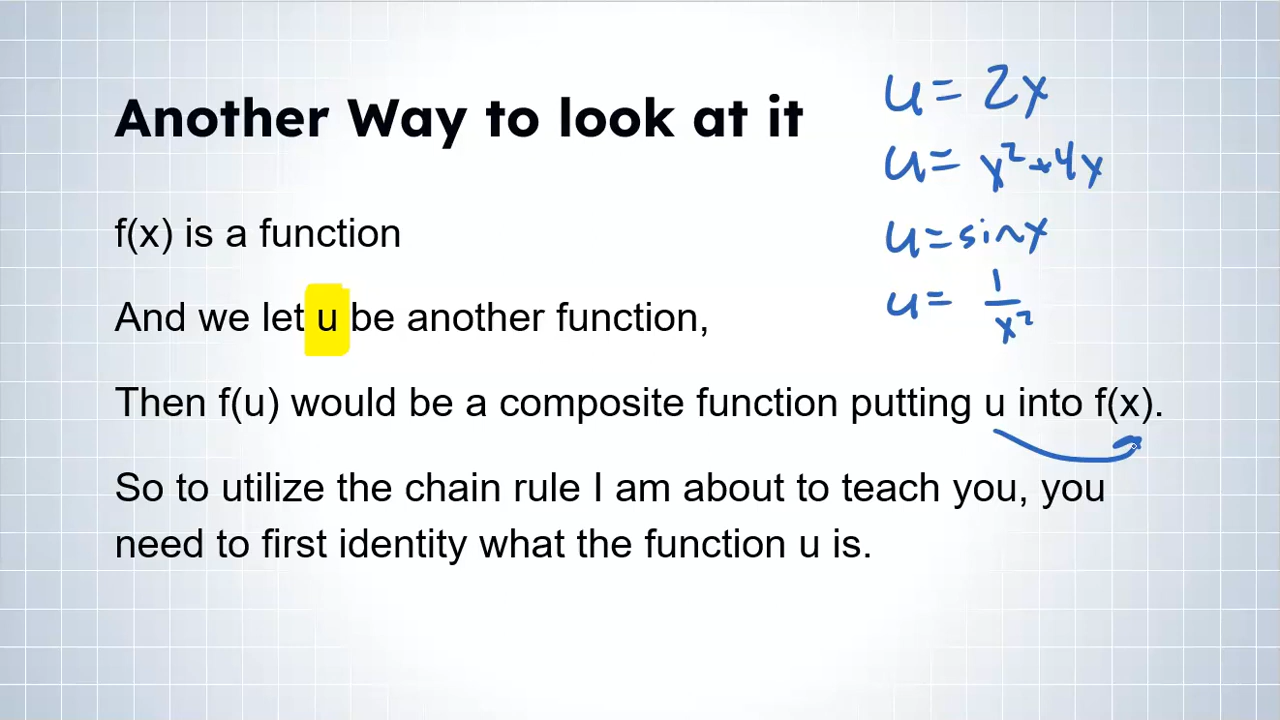 Another Way to look at it
u = 2x
u = x² + 4x
u = sin x
u = 1/x²
f(x) is a function
And we let u be another function,
Then f(u) would be a composite function putting u into f(x).
So to utilize the chain rule I am about to teach you, you
need to first identity what the function u is.